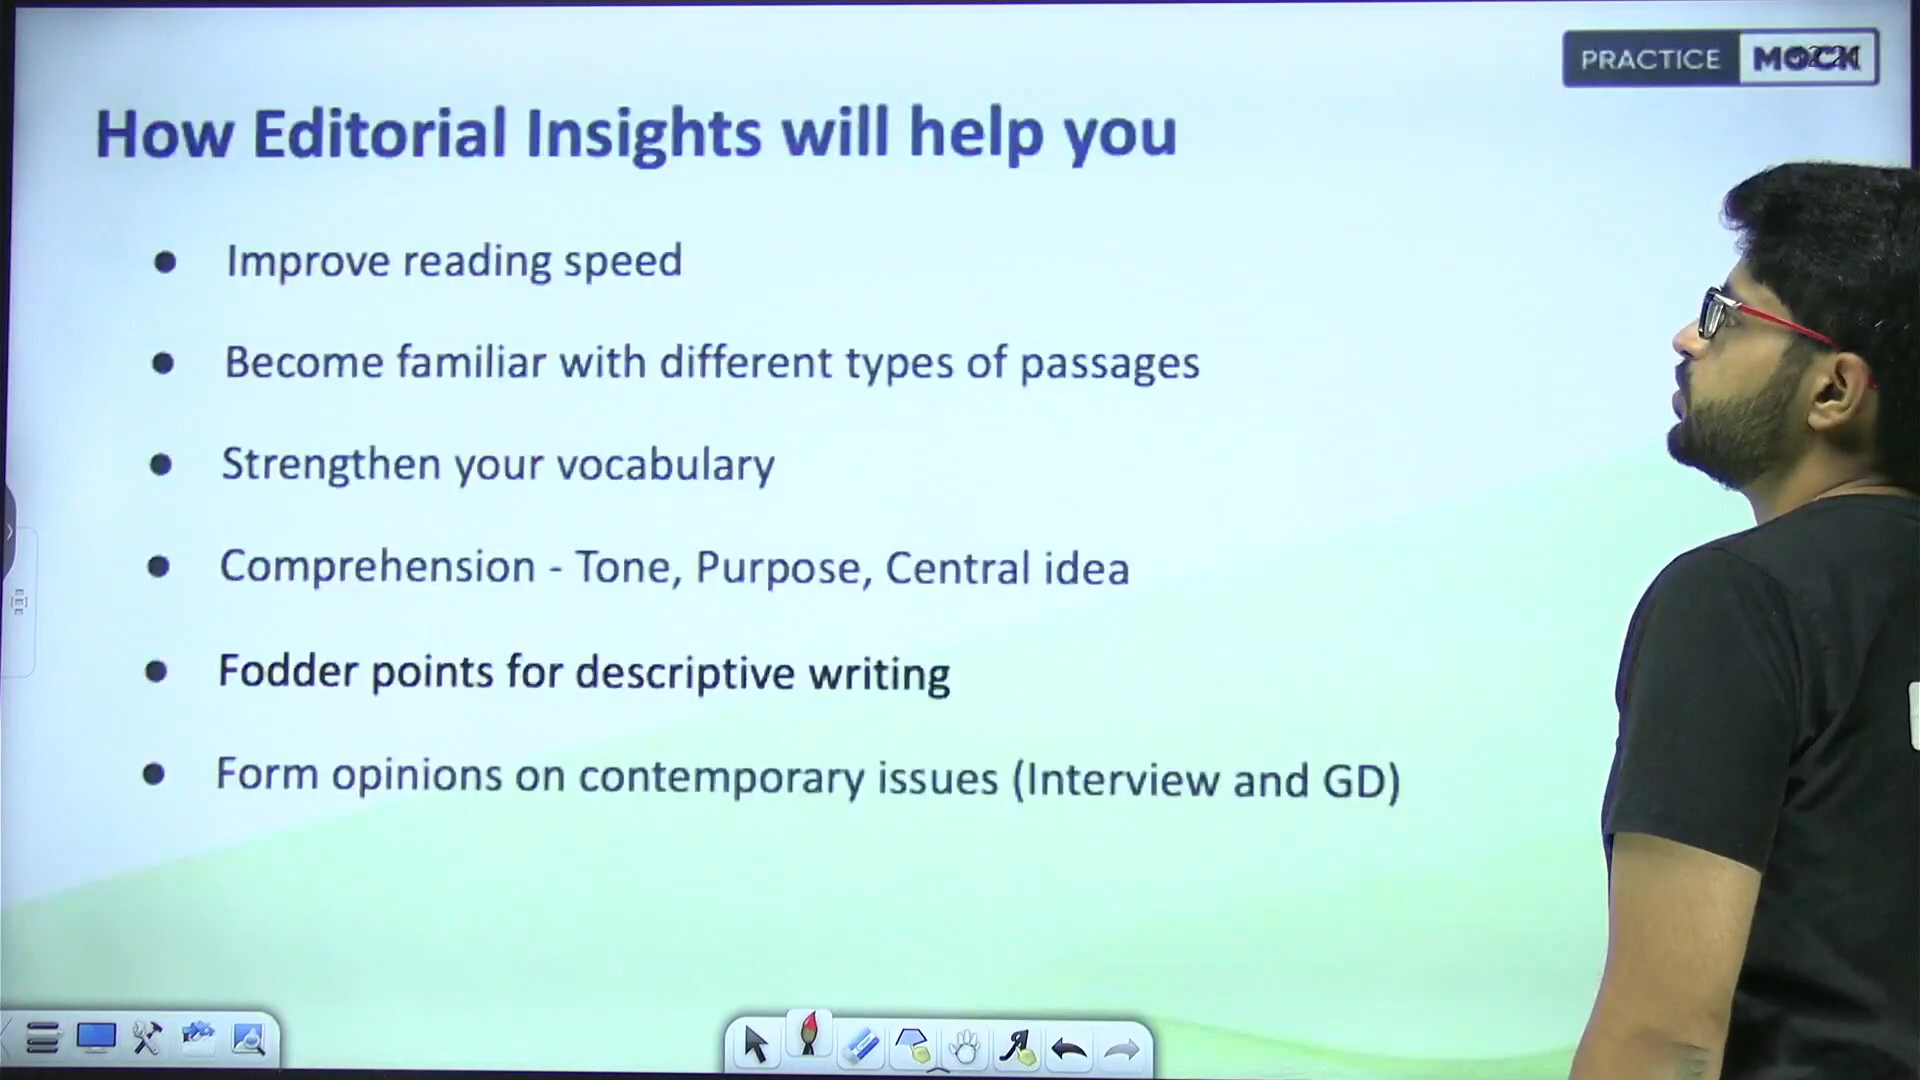 PRACTICE MOCK
How Editorial Insights will help you
● Improve reading speed
● Become familiar with different types of passages
● Strengthen your vocabulary
● Comprehension - Tone, Purpose, Central idea
● Fodder points for descriptive writing
● Form opinions on contemporary issues (Interview and GD)